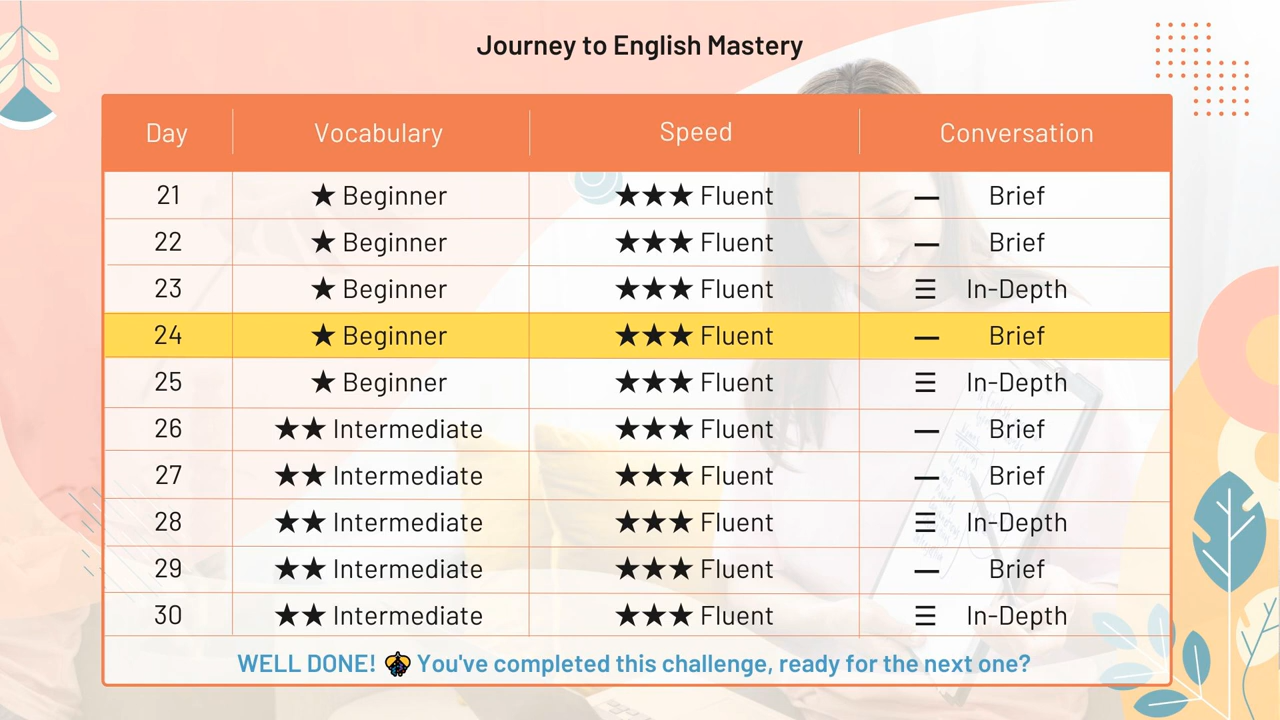 Journey to English Mastery
Day Vocabulary Speed Conversation
21 ★ Beginner ★★★ Fluent — Brief
22 ★ Beginner ★★★ Fluent — Brief
23 ★ Beginner ★★★ Fluent ☰ In-Depth
24 ★ Beginner ★★★ Fluent — Brief
25 ★ Beginner ★★★ Fluent ☰ In-Depth
26 ★★ Intermediate ★★★ Fluent — Brief
27 ★★ Intermediate ★★★ Fluent — Brief
28 ★★ Intermediate ★★★ Fluent ☰ In-Depth
29 ★★ Intermediate ★★★ Fluent — Brief
30 ★★ Intermediate ★★★ Fluent ☰ In-Depth
WELL DONE! You've completed this challenge, ready for the next one?